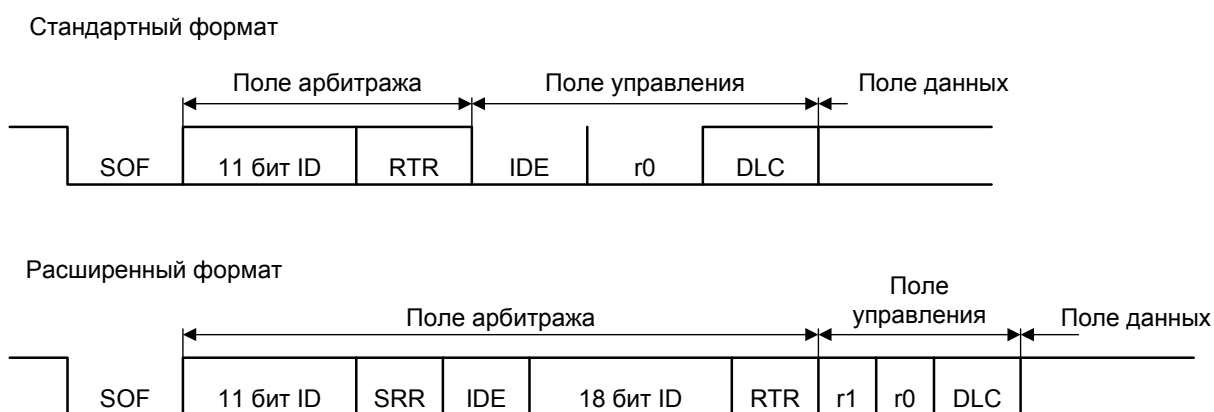 Стандартный формат
Поле арбитража Поле управления Поле данных
SOF 11 бит ID RTR IDE r0 DLC
Расширенный формат
Поле арбитража Поле управления Поле данных
SOF 11 бит ID SRR IDE 18 бит ID RTR r1 r0 DLC